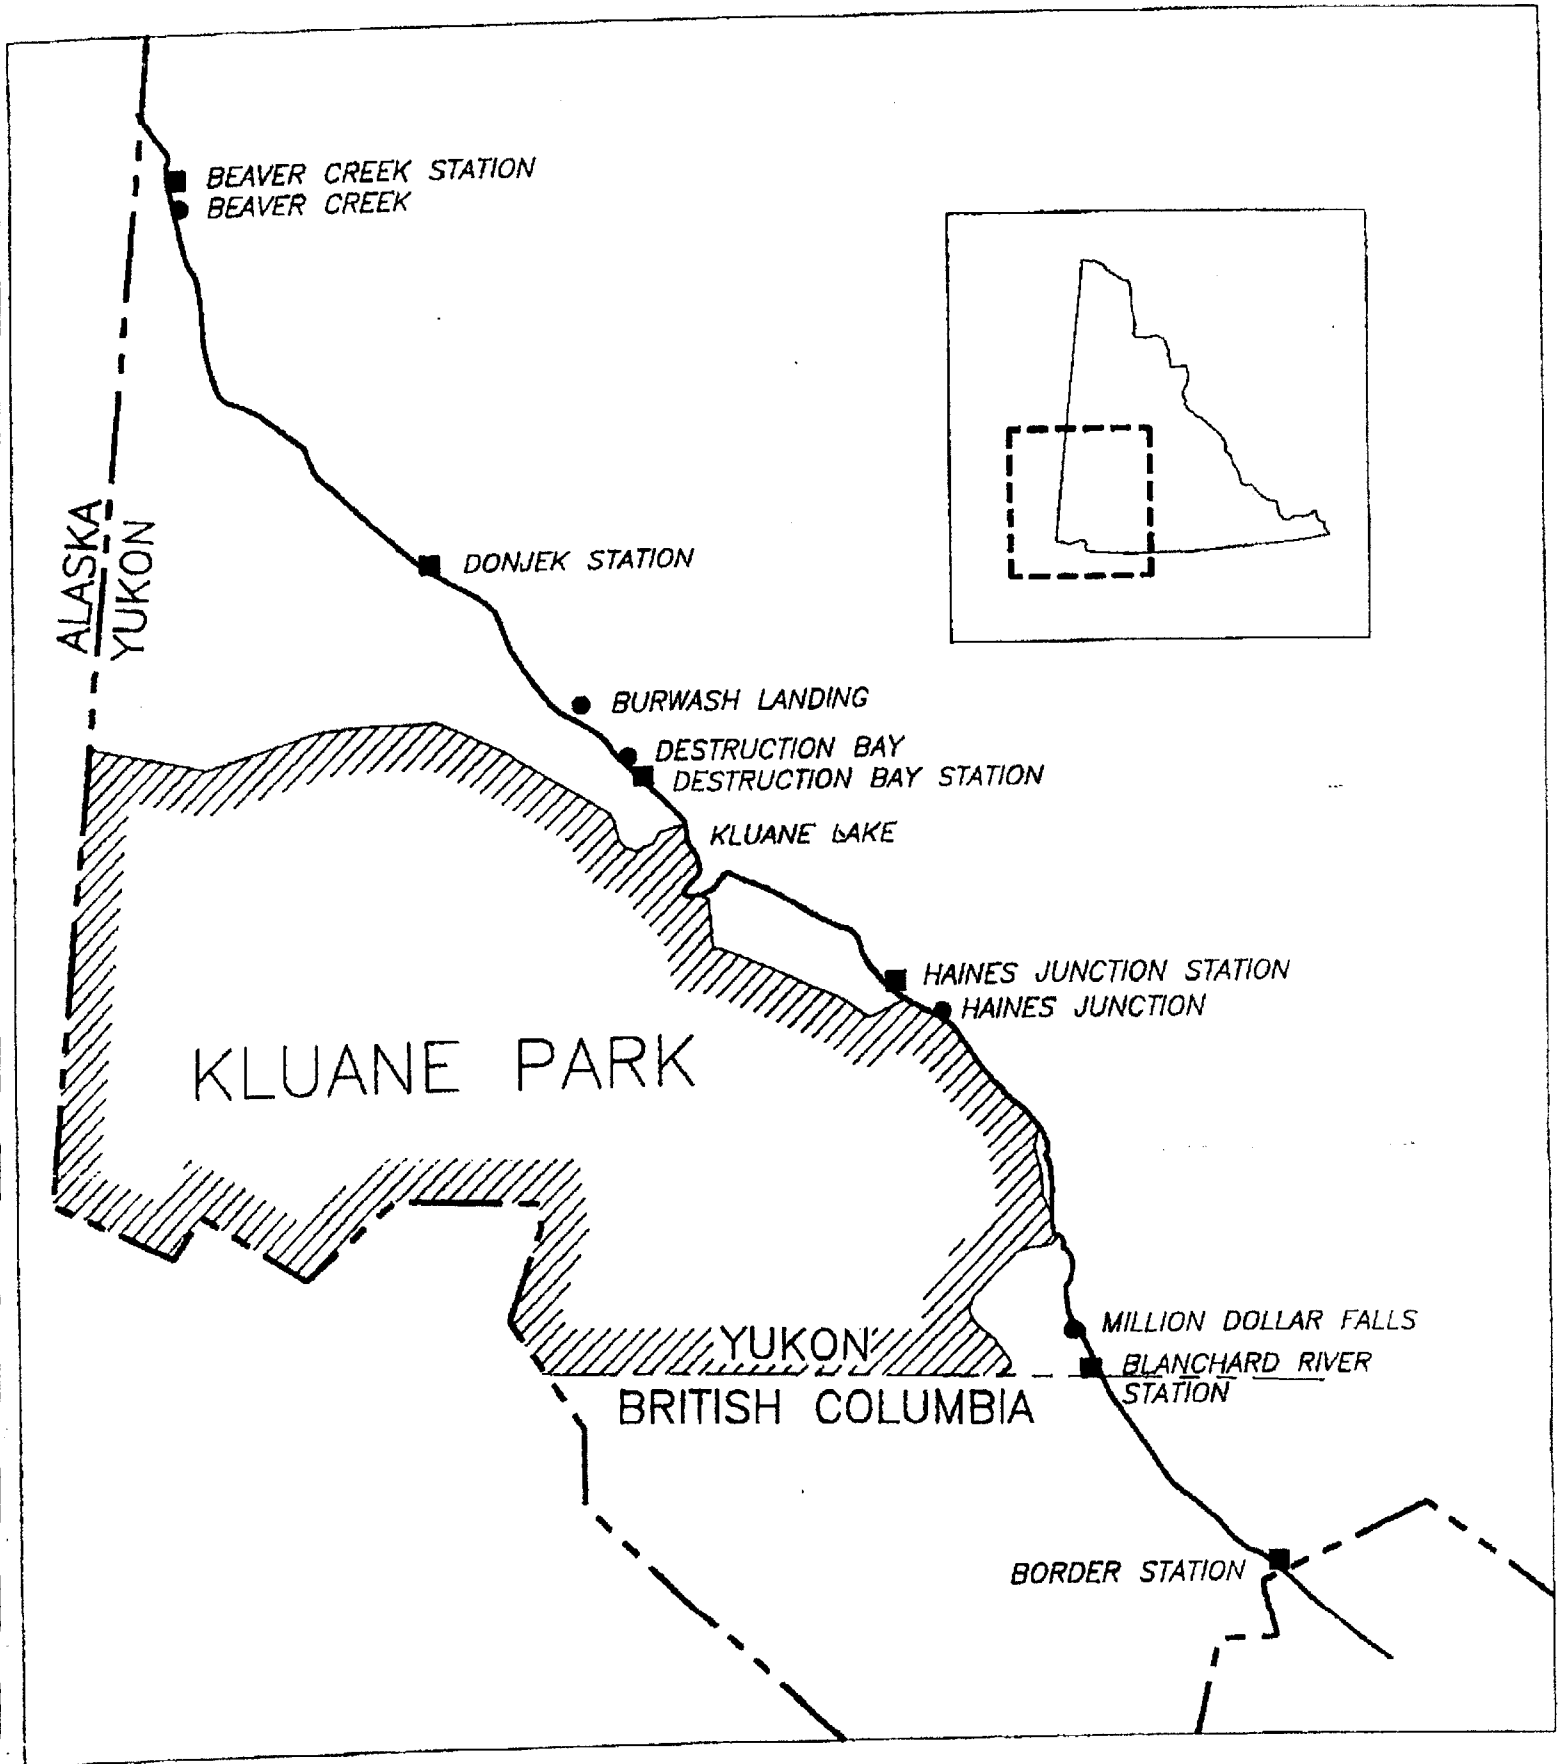 BEAVER CREEK STATION
BEAVER CREEK
ALASKA
YUKON
DONJEK STATION
BURWASH LANDING
DESTRUCTION BAY
DESTRUCTION BAY STATION
KLUANE LAKE
HAINES JUNCTION STATION
HAINES JUNCTION
KLUANE PARK
MILLION DOLLAR FALLS
YUKON
BLANCHARD RIVER
STATION
BRITISH COLUMBIA
BORDER STATION